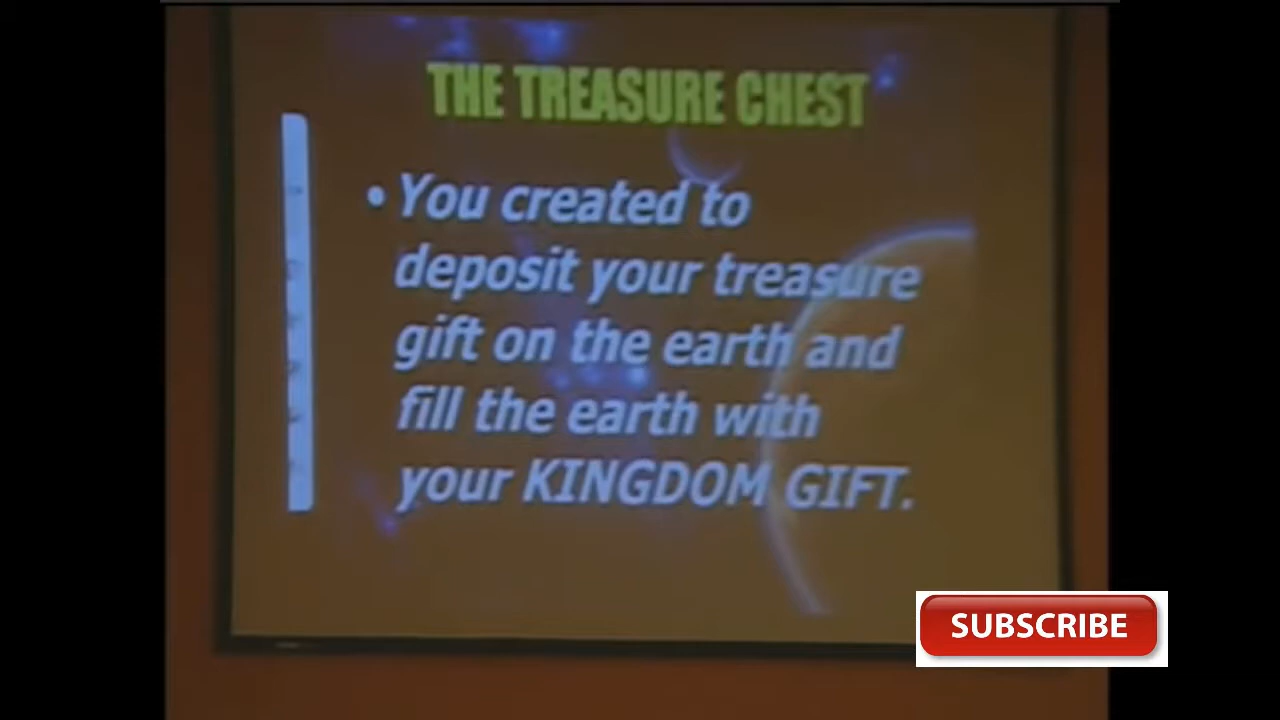 THE TREASURE CHEST
• You created to
deposit your treasure
gift on the earth and
fill the earth with
your KINGDOM GIFT.
SUBSCRIBE